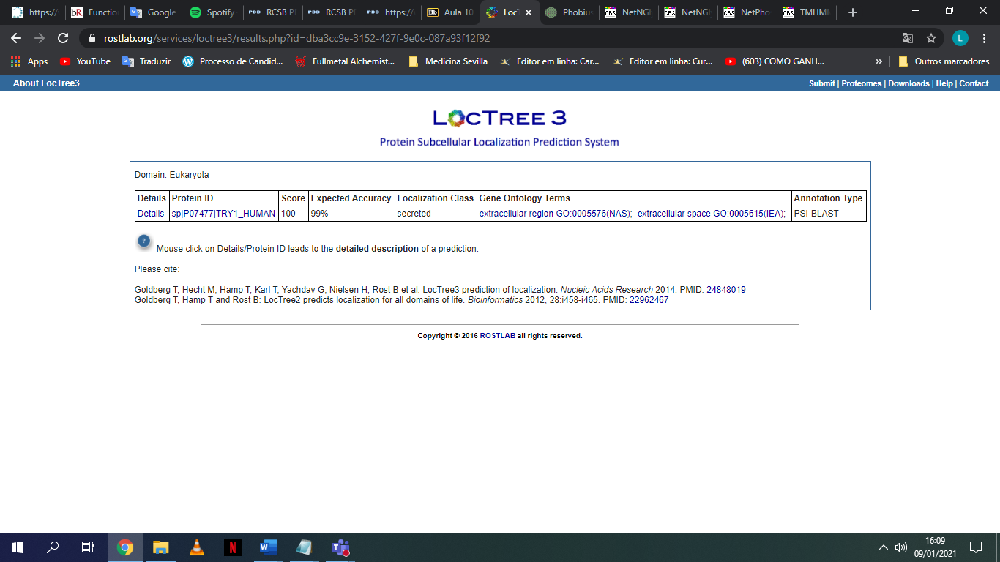 https:// Functio Google Spotify RCSB P RCSB P https:// Aula 10 Loc Phobius NetNG NetNG NetPho TMHM
rostlab.org/services/loctree3/results.php?id=dba3cc9e-3152-427f-9e0c-087a93f12f92 L
Apps YouTube Traduzir Processo de Candid... Fullmetal Alchemist... Medicina Sevilla Editor em linha: Car... Editor em linha: Cur... (603) COMO GANH... » Outros marcadores
About LocTree3 Submit | Proteomes | Downloads | Help | Contact
LOCTREE 3
Protein Subcellular Localization Prediction System
Domain: Eukaryota
Details Protein ID Score Expected Accuracy Localization Class Gene Ontology Terms Annotation Type
Details sp|P07477|TRY1_HUMAN 100 99% secreted extracellular region GO:0005576(NAS); extracellular space GO:0005615(IEA); PSI-BLAST
? Mouse click on Details/Protein ID leads to the detailed description of a prediction.
Please cite:
Goldberg T, Hecht M, Hamp T, Karl T, Yachdav G, Nielsen H, Rost B et al. LocTree3 prediction of localization. Nucleic Acids Research 2014. PMID: 24848019
Goldberg T, Hamp T and Rost B: LocTree2 predicts localization for all domains of life. Bioinformatics 2012, 28:i458-i465. PMID: 22962467
Copyright © 2016 ROSTLAB all rights reserved.
16:09
09/01/2021